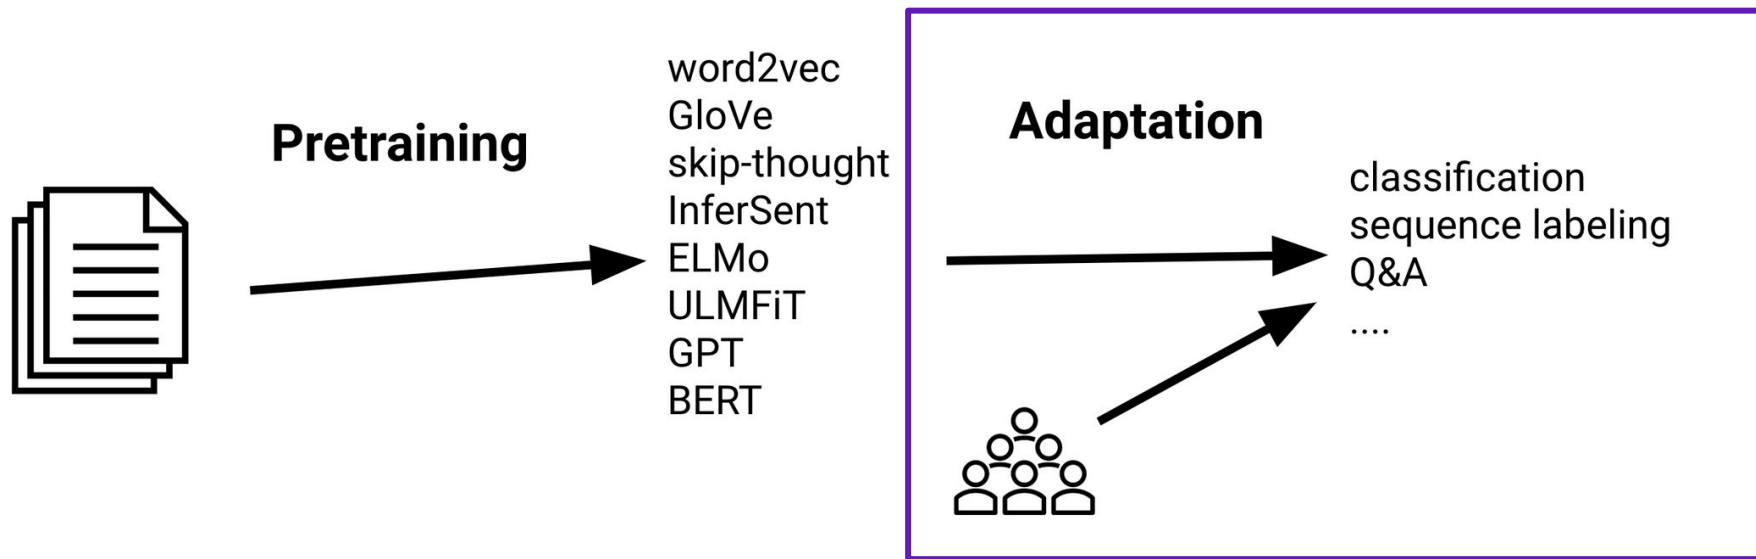 Pretraining
word2vec
GloVe
skip-thought
InferSent
ELMo
ULMFiT
GPT
BERT
Adaptation
classification
sequence labeling
Q&A
....